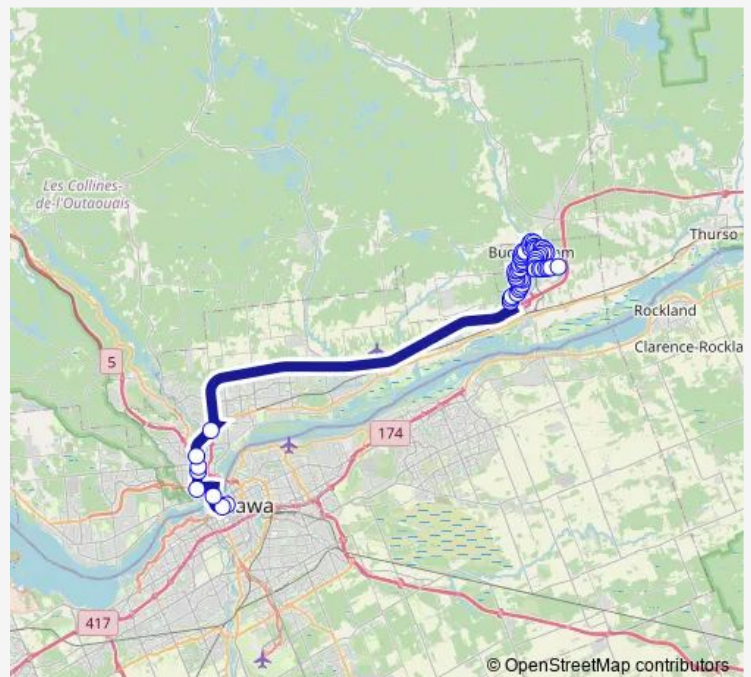 Les Collines-
de-l'Outaouais
Thurso
Rockland
Clarence-Rockla
5
174
awa
417
© OpenStreetMap contributors